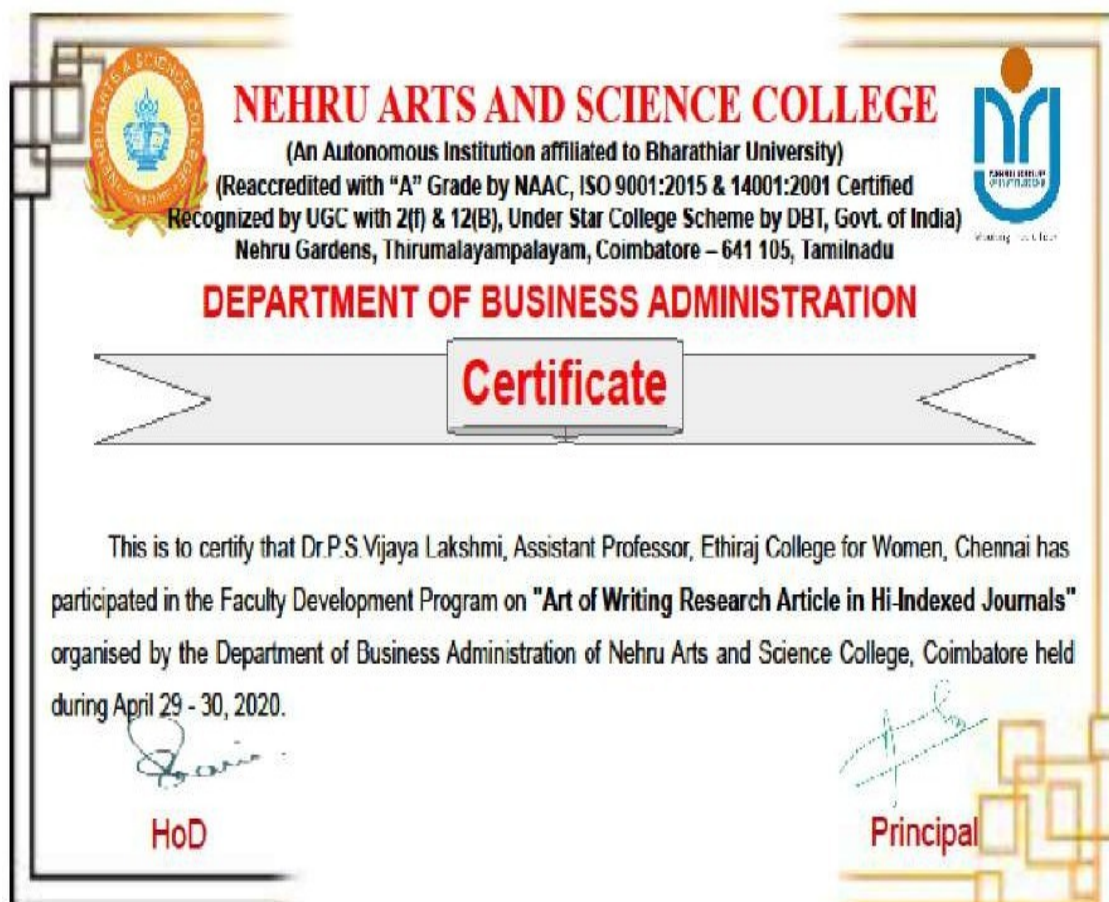 NEHRU ARTS AND SCIENCE COLLEGE
(An Autonomous Institution affiliated to Bharathiar University)
(Reaccredited with “A” Grade by NAAC, ISO 9001:2015 & 14001:2001 Certified
Recognized by UGC with 2(f) & 12(B), Under Star College Scheme by DBT, Govt. of India)
Nehru Gardens, Thirumalayampalayam, Coimbatore – 641 105, Tamilnadu
NEHRU ARTS & SCIENCE COLLEGE
DEPARTMENT OF BUSINESS ADMINISTRATION
Certificate
This is to certify that Dr.P.S.Vijaya Lakshmi, Assistant Professor, Ethiraj College for Women, Chennai has
participated in the Faculty Development Program on "Art of Writing Research Article in Hi-Indexed Journals"
organised by the Department of Business Administration of Nehru Arts and Science College, Coimbatore held
during April 29 - 30, 2020.
HoD
Principal